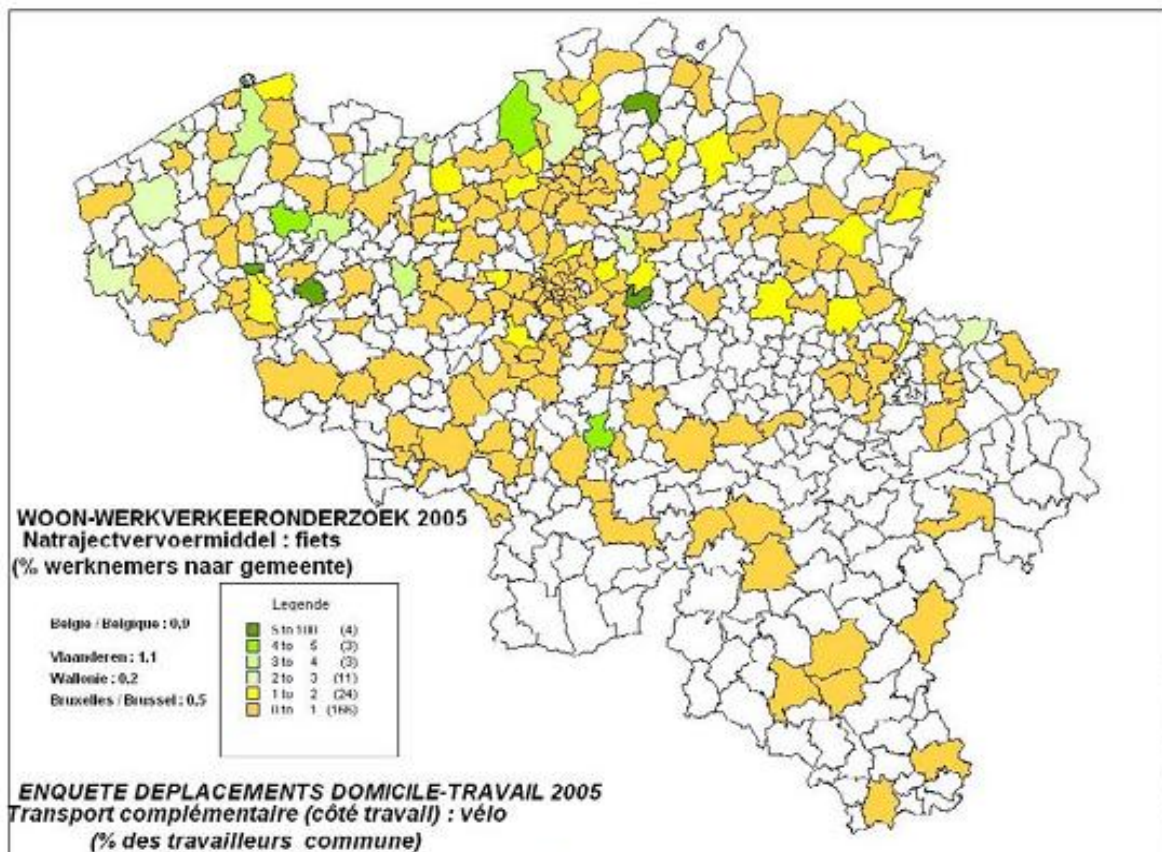 WOON-WERKVERKEERONDERZOEK 2005
Natrajectvervoermiddel : fiets
(% werknemers naar gemeente)
Belgie / Belgique : 0,9
Vlaanderen : 1.1
Wallonie : 0.2
Bruxelles / Brussel : 0.5
Legende
5 to 100 (4)
4 to 5 (3)
3 to 4 (3)
2 to 3 (11)
1 to 2 (24)
0 to 1 (166)
ENQUETE DEPLACEMENTS DOMICILE-TRAVAIL 2005
Transport complémentaire (côté travail) : vélo
(% des travailleurs commune)